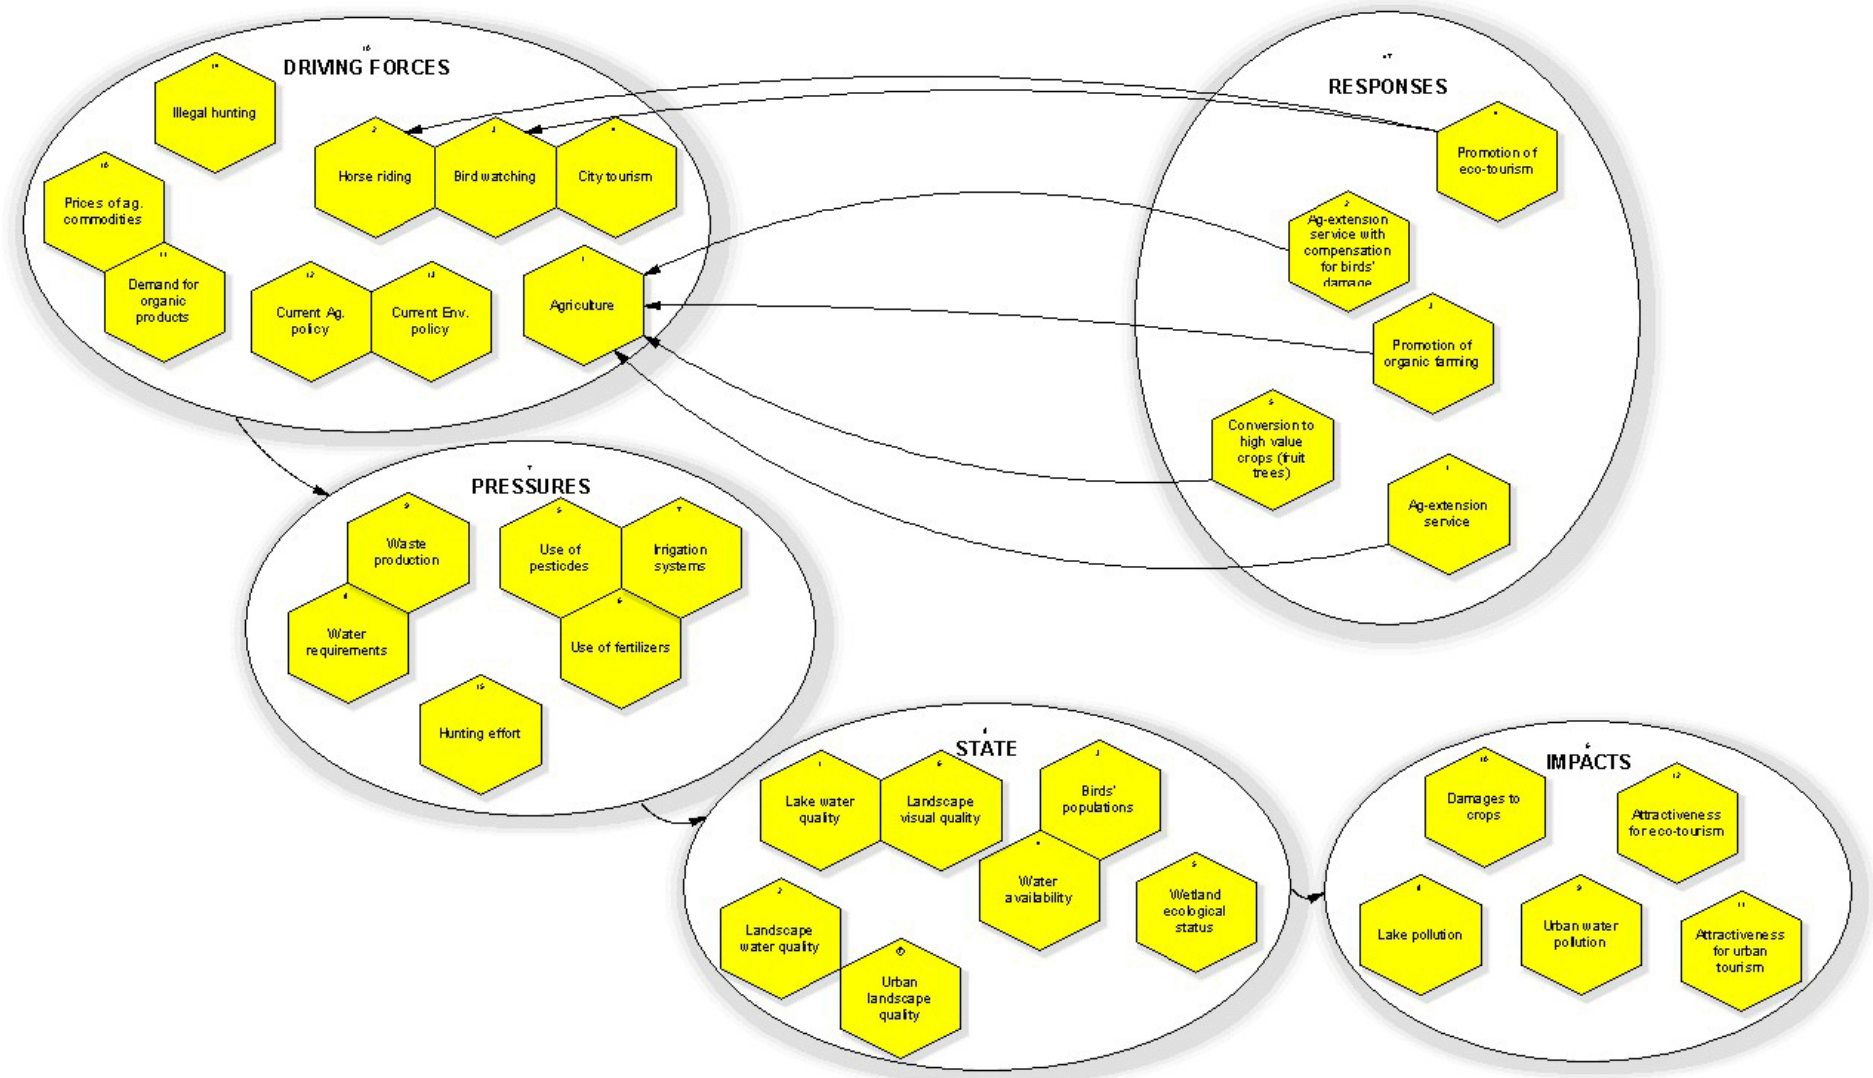 DRIVING FORCES
Illegal hunting
Horse riding
Bird watching
City tourism
Prices of ag.
commodities
Demand for
organic
products
Current Ag.
policy
Current Env.
policy
Agriculture
RESPONSES
Promotion of
eco-tourism
Ag-extension
service with
compensation
for birds'
damage
Promotion of
organic farming
Conversion to
high value
crops (fruit
trees)
Ag-extension
service
PRESSURES
Waste
production
Use of
pesticdes
Irrigation
systems
Water
requirements
Use of fertilizers
Hunting effort
STATE
Lake water
quality
Landscape
visual quality
Birds'
populations
Water
availability
Wetland
ecological
status
Landscape
water quality
Urban
landscape
quality
IMPACTS
Damages to
crops
Attractiveness
for eco-tourism
Lake pollution
Urban water
pollution
Attractiveness
for urban
tourism